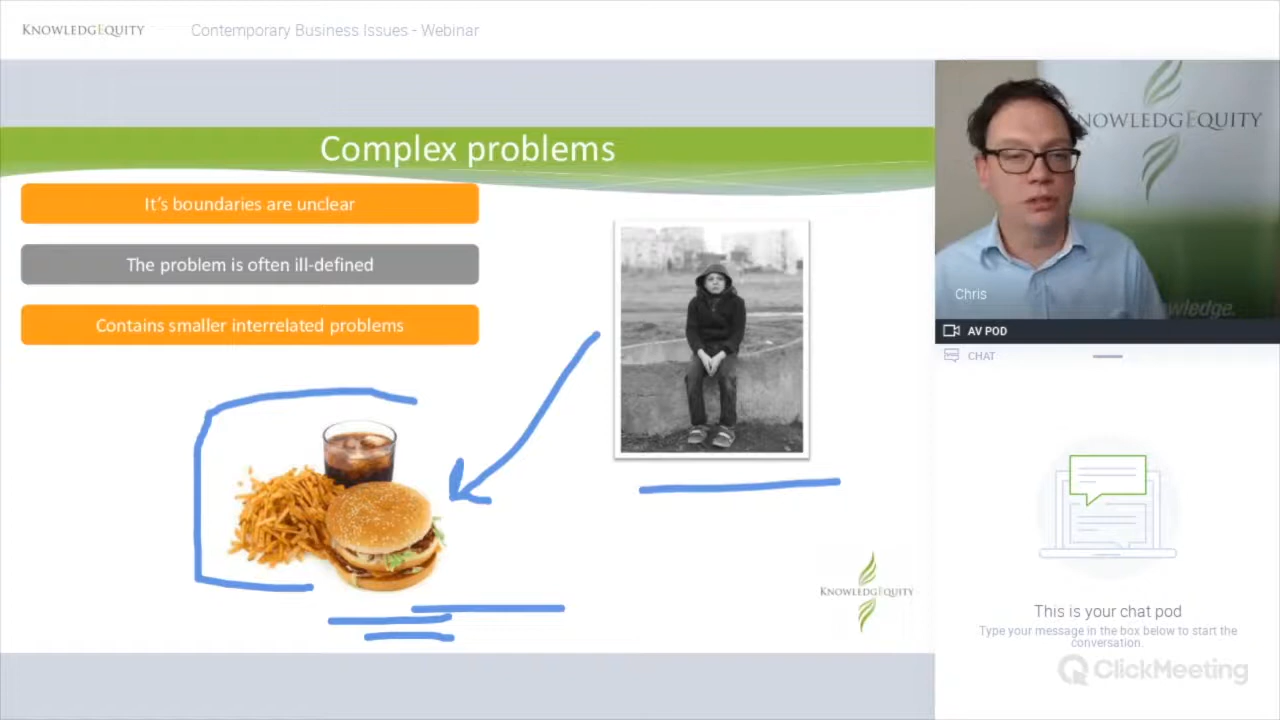 KNOWLEDGEQUITY
Contemporary Business Issues - Webinar
Complex problems
It's boundaries are unclear
The problem is often ill-defined
Contains smaller interrelated problems
KNOWLEDGEQUITY
KNOWLEDGEQUITY
wledge.
Chris
AV POD
CHAT
This is your chat pod
Type your message in the box below to start the
conversation.
ClickMeeting